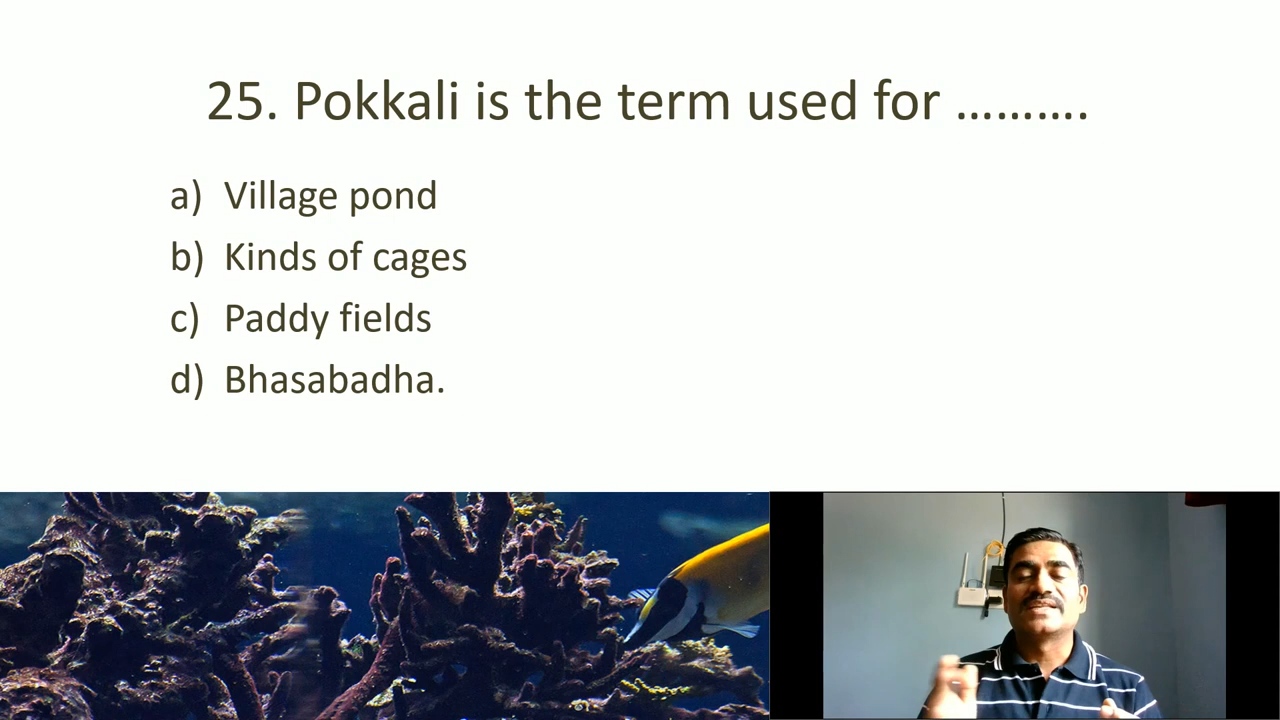 25. Pokkali is the term used for ……….
a) Village pond
b) Kinds of cages
c) Paddy fields
d) Bhasabadha.